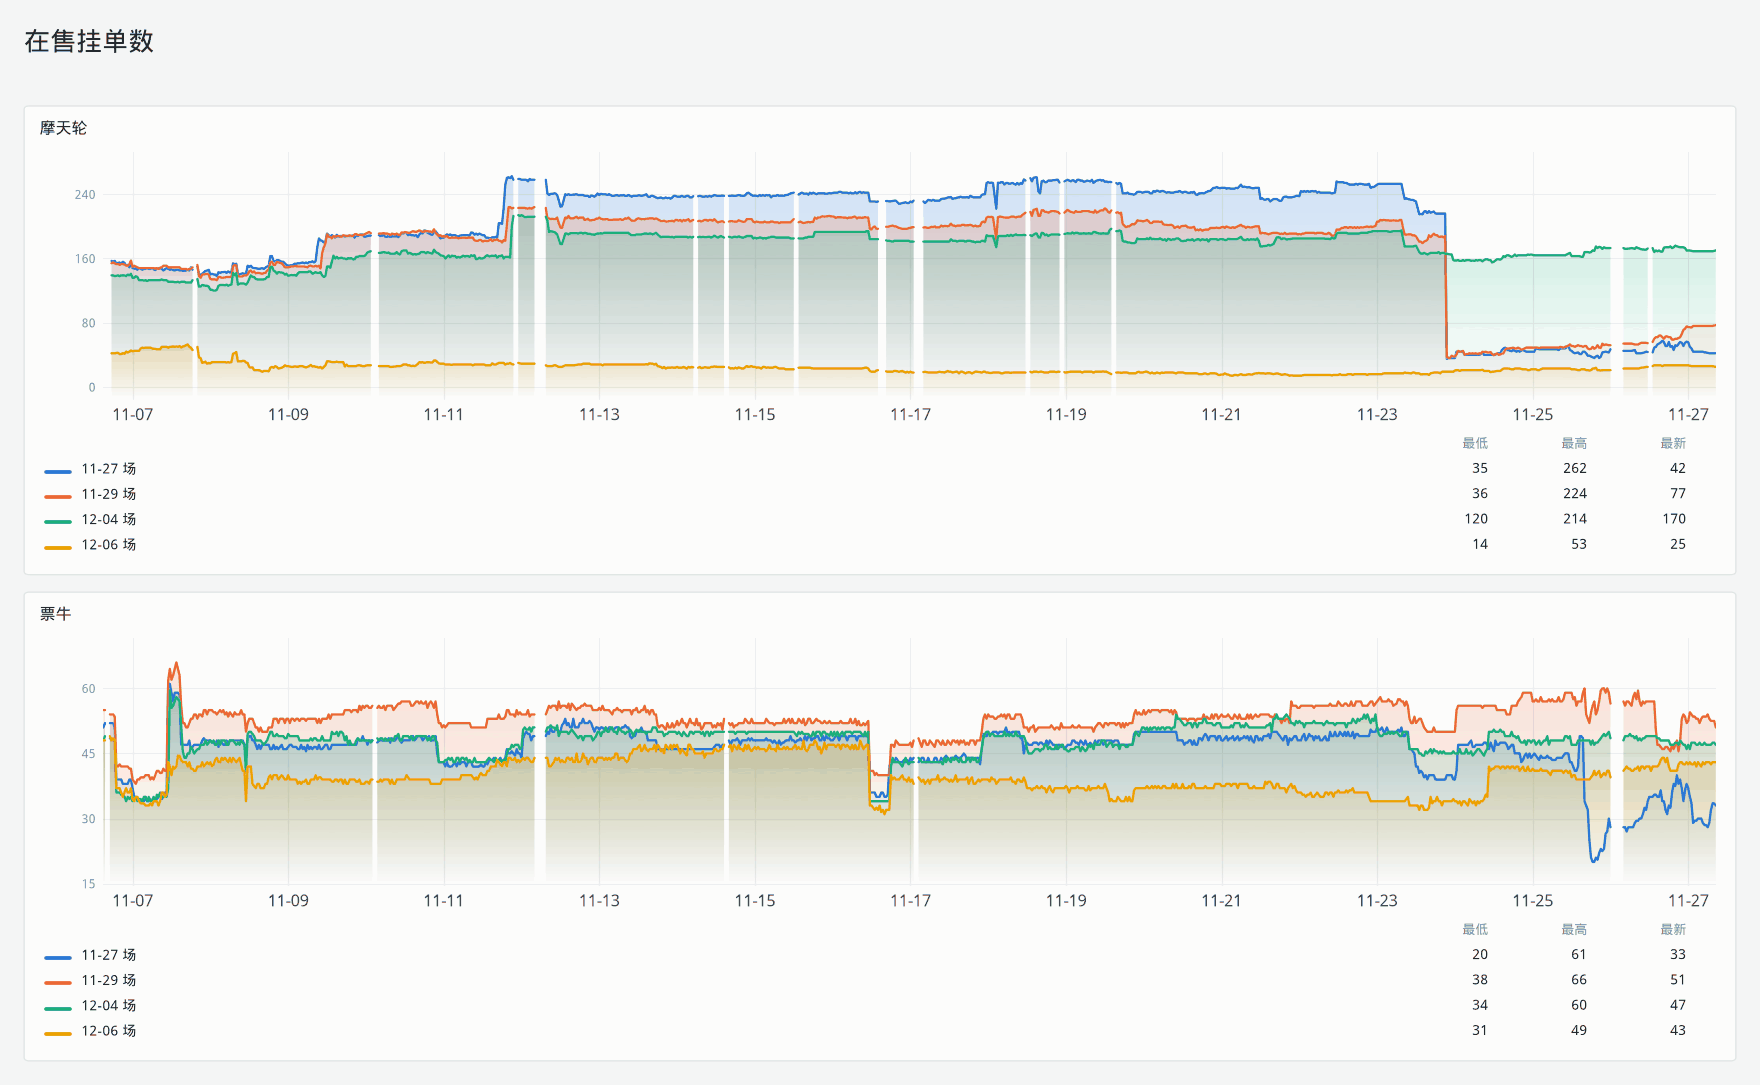 在售挂单数
摩天轮
240
160
80
0
11-07 11-09 11-11 11-13 11-15 11-17 11-19 11-21 11-23 11-25 11-27
最低 最高 最新
11-27 场 35 262 42
11-29 场 36 224 77
12-04 场 120 214 170
12-06 场 14 53 25
票牛
60
45
30
15
11-07 11-09 11-11 11-13 11-15 11-17 11-19 11-21 11-23 11-25 11-27
最低 最高 最新
11-27 场 20 61 33
11-29 场 38 66 51
12-04 场 34 60 47
12-06 场 31 49 43